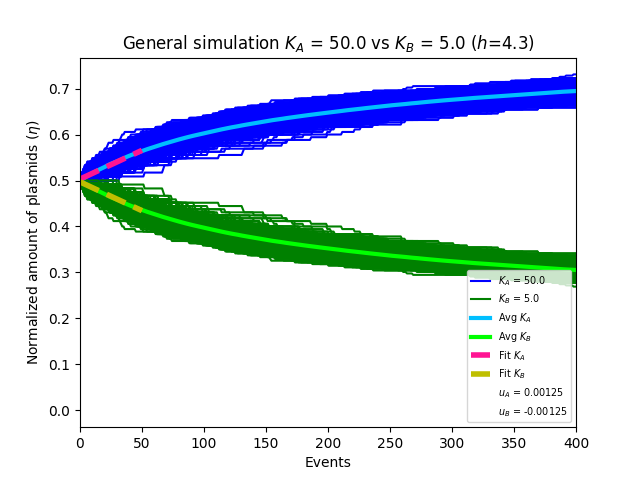 General simulation K_A = 50.0 vs K_B = 5.0 (h=4.3)
Normalized amount of plasmids (η)
0.7
0.6
0.5
0.4
0.3
0.2
0.1
0.0
K_A = 50.0
K_B = 5.0
Avg K_A
Avg K_B
Fit K_A
Fit K_B
u_A = 0.00125
u_B = -0.00125
0 50 100 150 200 250 300 350 400
Events